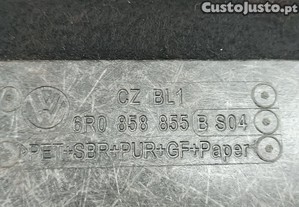 CustoJusto.pt
CZ BL1
6R0 858 855 B S04
>PET+SBR+PUR+GF+Paper<